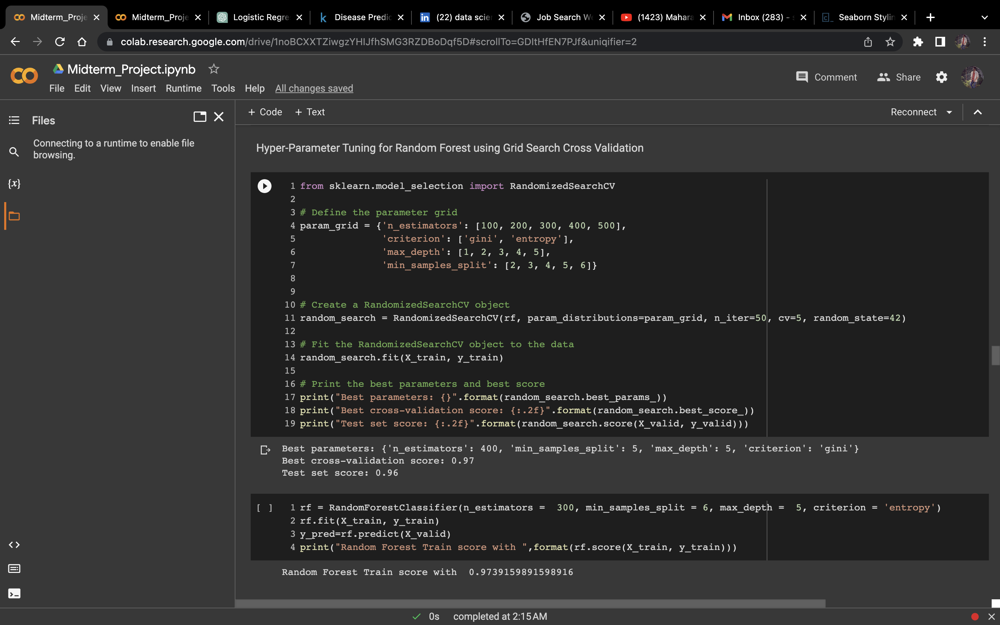 Midterm_Proje
Midterm_Proje
Logistic Regre
Disease Predic
(22) data scien
Job Search We
(1423) Mahara
Inbox (283) - s
Seaborn Stylin
colab.research.google.com/drive/1noBCXXTZiwgzYHIJfhSMG3RZDBoDqf5D#scrollTo=GDItHfEN7PJf&uniqifier=2
Midterm_Project.ipynb
Comment
Share
File Edit View Insert Runtime Tools Help All changes saved
Files
Connecting to a runtime to enable file
browsing.
+ Code + Text
Reconnect
Hyper-Parameter Tuning for Random Forest using Grid Search Cross Validation
1 from sklearn.model_selection import RandomizedSearchCV
2
3 # Define the parameter grid
4 param_grid = {'n_estimators': [100, 200, 300, 400, 500],
5               'criterion': ['gini', 'entropy'],
6               'max_depth': [1, 2, 3, 4, 5],
7               'min_samples_split': [2, 3, 4, 5, 6]}
8
9
10 # Create a RandomizedSearchCV object
11 random_search = RandomizedSearchCV(rf, param_distributions=param_grid, n_iter=50, cv=5, random_state=42)
12
13 # Fit the RandomizedSearchCV object to the data
14 random_search.fit(X_train, y_train)
15
16 # Print the best parameters and best score
17 print("Best parameters: {}".format(random_search.best_params_))
18 print("Best cross-validation score: {:.2f}".format(random_search.best_score_))
19 print("Test set score: {:.2f}".format(random_search.score(X_valid, y_valid)))
Best parameters: {'n_estimators': 400, 'min_samples_split': 5, 'max_depth': 5, 'criterion': 'gini'}
Best cross-validation score: 0.97
Test set score: 0.96
[ ] 1 rf = RandomForestClassifier(n_estimators =  300, min_samples_split = 6, max_depth =  5, criterion = 'entropy')
2 rf.fit(X_train, y_train)
3 y_pred=rf.predict(X_valid)
4 print("Random Forest Train score with ",format(rf.score(X_train, y_train)))
Random Forest Train score with  0.9739159891598916
0s completed at 2:15 AM